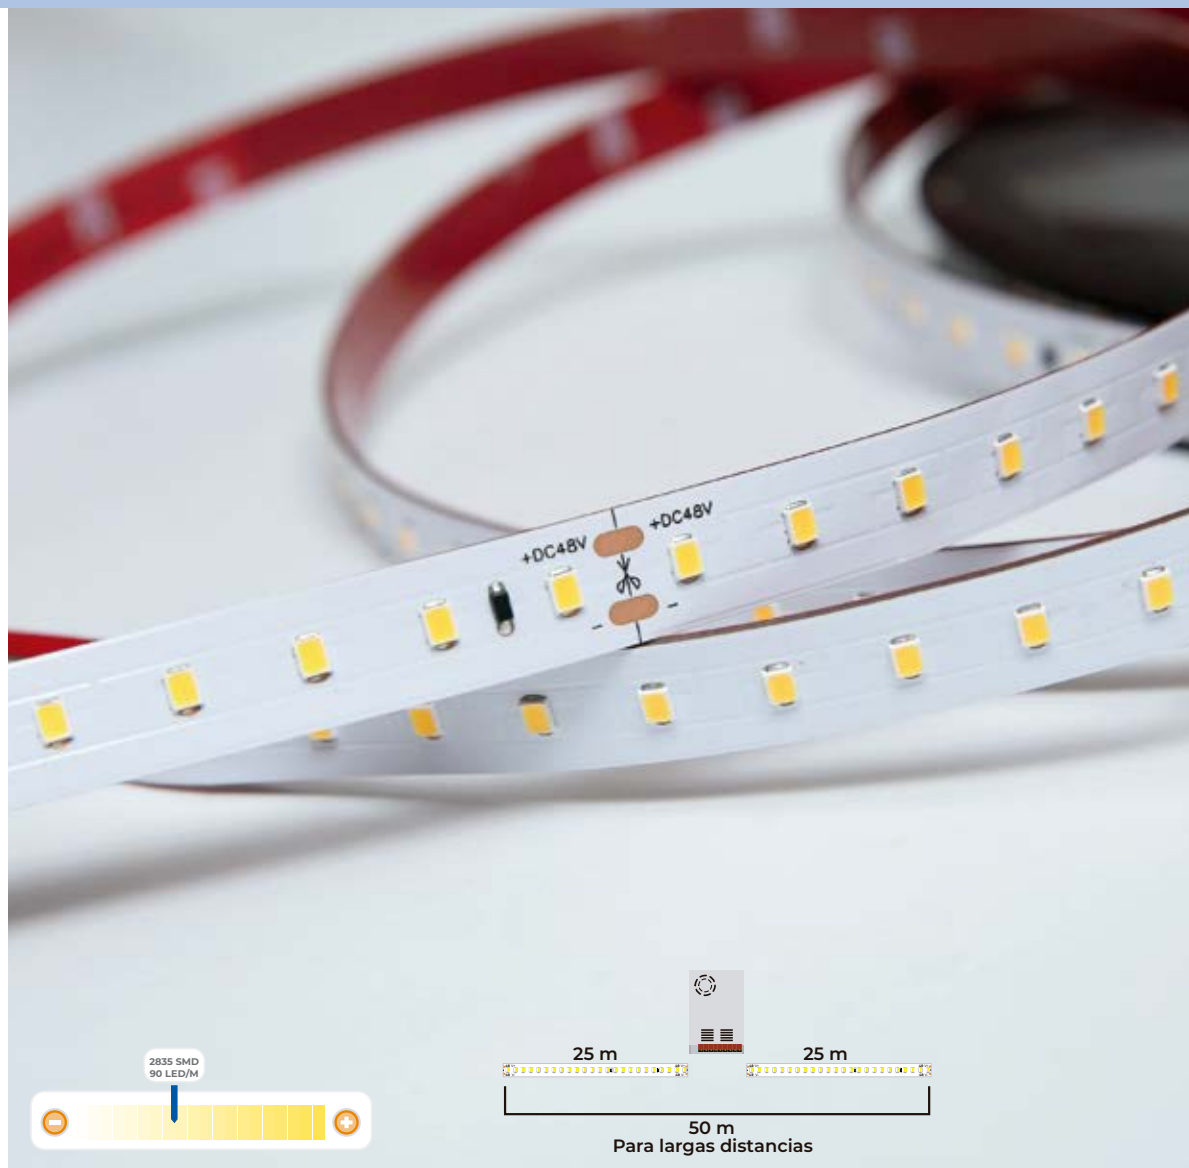 +DC48V
+DC48V
-
-
2835 SMD
90 LED/M
25 m
25 m
50 m
Para largas distancias